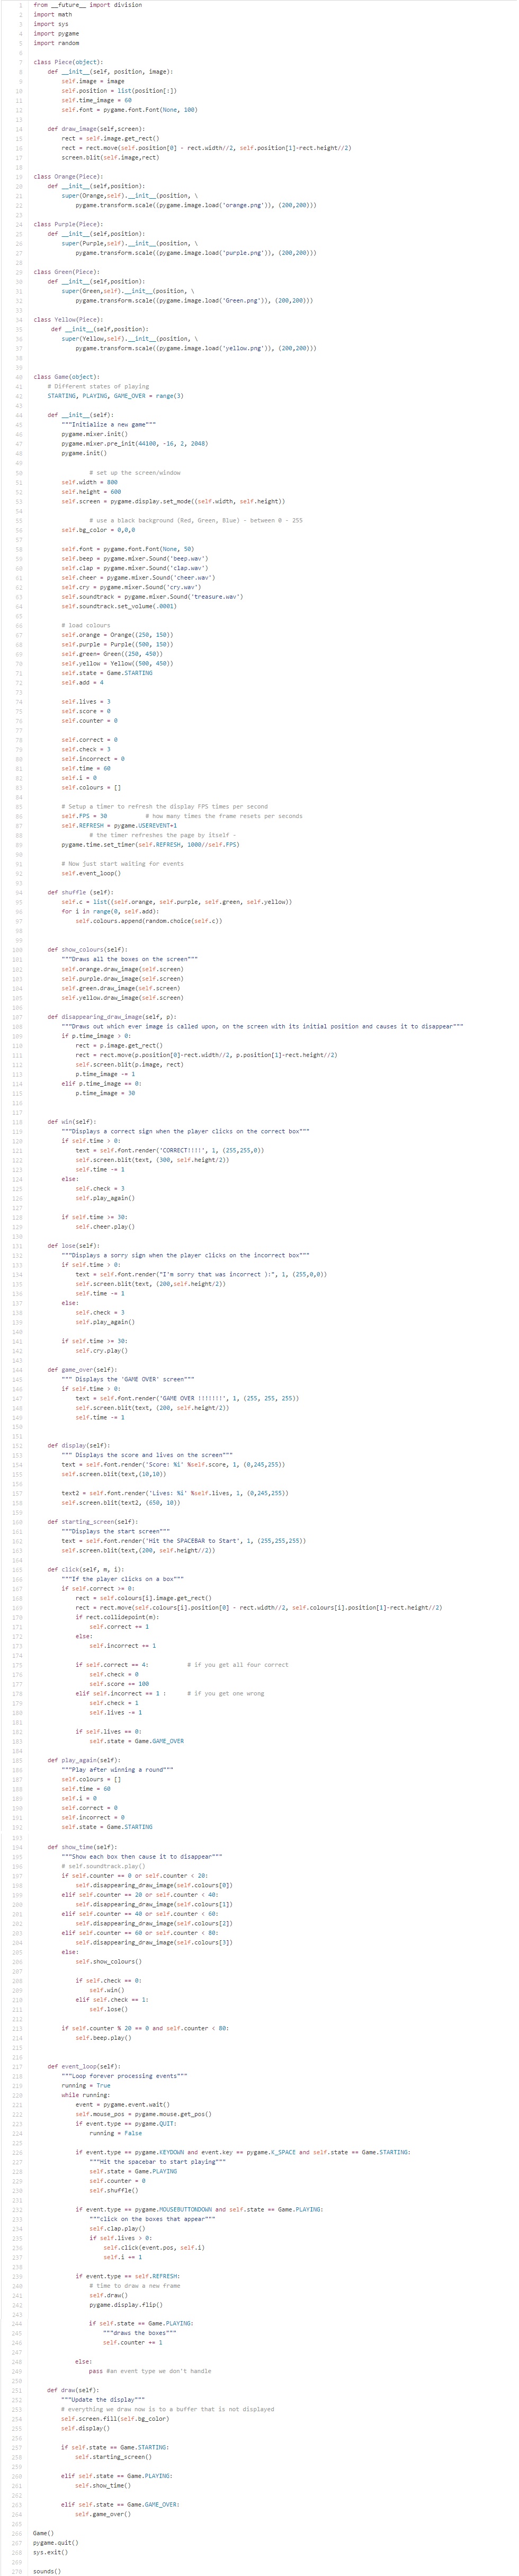 1 from __future__ import division
2 import math
3 import sys
4 import pygame
5 import random
6
7 class Piece(object):
8 def __init__(self, position, image):
9 self.image = image
10 self.position = list(position[:])
11 self.time_image = 60
12 self.font = pygame.font.Font(None, 100)
13
14 def draw_image(self,screen):
15 rect = self.image.get_rect()
16 rect = rect.move(self.position[0] - rect.width//2, self.position[1]-rect.height//2)
17 screen.blit(self.image,rect)
18
19 class Orange(Piece):
20 def __init__(self,position):
21 super(Orange,self).__init__(position, \
22 pygame.transform.scale((pygame.image.load('orange.png')), (200,200)))
23
24 class Purple(Piece):
25 def __init__(self,position):
26 super(Purple,self).__init__(position, \
27 pygame.transform.scale((pygame.image.load('purple.png')), (200,200)))
28
29 class Green(Piece):
30 def __init__(self,position):
31 super(Green,self).__init__(position, \
32 pygame.transform.scale((pygame.image.load('Green.png')), (200,200)))
33
34 class Yellow(Piece):
35 def __init__(self,position):
36 super(Yellow,self).__init__(position, \
37 pygame.transform.scale((pygame.image.load('yellow.png')), (200,200)))
38
39
40 class Game(object):
41 # Different states of playing
42 STARTING, PLAYING, GAME_OVER = range(3)
43
44 def __init__(self):
45 """Initialize a new game"""
46 pygame.mixer.init()
47 pygame.mixer.pre_init(44100, -16, 2, 2048)
48 pygame.init()
49
50 # set up the screen/window
51 self.width = 800
52 self.height = 600
53 self.screen = pygame.display.set_mode((self.width, self.height))
54
55 # use a black background (Red, Green, Blue) - between 0 - 255
56 self.bg_color = 0,0,0
57
58 self.font = pygame.font.Font(None, 50)
59 self.beep = pygame.mixer.Sound('beep.wav')
60 self.clap = pygame.mixer.Sound('clap.wav')
61 self.cheer = pygame.mixer.Sound('cheer.wav')
62 self.cry = pygame.mixer.Sound('cry.wav')
63 self.soundtrack = pygame.mixer.Sound('treasure.wav')
64 self.soundtrack.set_volume(.0001)
65
66 # load colours
67 self.orange = Orange((250, 150))
68 self.purple = Purple((500, 150))
69 self.green= Green((250, 450))
70 self.yellow = Yellow((500, 450))
71 self.state = Game.STARTING
72 self.add = 4
73
74 self.lives = 3
75 self.score = 0
76 self.counter = 0
77
78 self.correct = 0
79 self.check = 3
80 self.incorrect = 0
81 self.time = 60
82 self.i = 0
83 self.colours = []
84
85 # Setup a timer to refresh the display FPS times per second
86 self.FPS = 30 # how many times the frame resets per seconds
87 self.REFRESH = pygame.USEREVENT+1
88 # the timer refreshes the page by itself -
89 pygame.time.set_timer(self.REFRESH, 1000//self.FPS)
90
91 # Now just start waiting for events
92 self.event_loop()
93
94 def shuffle (self):
95 self.c = list((self.orange, self.purple, self.green, self.yellow))
96 for i in range(0, self.add):
97 self.colours.append(random.choice(self.c))
98
99
100 def show_colours(self):
101 """Draws all the boxes on the screen"""
102 self.orange.draw_image(self.screen)
103 self.purple.draw_image(self.screen)
104 self.green.draw_image(self.screen)
105 self.yellow.draw_image(self.screen)
106
107 def disappearing_draw_image(self, p):
108 """Draws out which ever image is called upon, on the screen with its initial position and causes it to disappear"""
109 if p.time_image > 0:
110 rect = p.image.get_rect()
111 rect = rect.move(p.position[0]-rect.width//2, p.position[1]-rect.height//2)
112 self.screen.blit(p.image, rect)
113 p.time_image -= 1
114 elif p.time_image == 0:
115 p.time_image = 30
116
117
118 def win(self):
119 """Displays a correct sign when the player clicks on the correct box"""
120 if self.time > 0:
121 text = self.font.render('CORRECT!!!!', 1, (255,255,0))
122 self.screen.blit(text, (300, self.height/2))
123 self.time -= 1
124 else:
125 self.check = 3
126 self.play_again()
127
128 if self.time >= 30:
129 self.cheer.play()
130
131 def lose(self):
132 """Displays a sorry sign when the player clicks on the incorrect box"""
133 if self.time > 0:
134 text = self.font.render("I'm sorry that was incorrect ):", 1, (255,0,0))
135 self.screen.blit(text, (200,self.height/2))
136 self.time -= 1
137 else:
138 self.check = 3
139 self.play_again()
140
141 if self.time >= 30:
142 self.cry.play()
143
144 def game_over(self):
145 """ Displays the 'GAME OVER' screen"""
146 if self.time > 0:
147 text = self.font.render('GAME OVER !!!!!!!', 1, (255, 255, 255))
148 self.screen.blit(text, (200, self.height/2))
149 self.time -= 1
150
151
152 def display(self):
153 """ Displays the score and lives on the screen"""
154 text = self.font.render('Score: %i' %self.score, 1, (0,245,255))
155 self.screen.blit(text,(10,10))
156
157 text2 = self.font.render('Lives: %i' %self.lives, 1, (0,245,255))
158 self.screen.blit(text2, (650, 10))
159
160 def starting_screen(self):
161 """Displays the start screen"""
162 text = self.font.render('Hit the SPACEBAR to Start', 1, (255,255,255))
163 self.screen.blit(text,(200, self.height//2))
164
165 def click(self, m, i):
166 """If the player clicks on a box"""
167 if self.correct >= 0:
168 rect = self.colours[i].image.get_rect()
169 rect = rect.move(self.colours[i].position[0] - rect.width//2, self.colours[i].position[1]-rect.height//2)
170 if rect.collidepoint(m):
171 self.correct += 1
172 else:
173 self.incorrect += 1
174
175 if self.correct == 4: # if you get all four correct
176 self.check = 0
177 self.score += 100
178 elif self.incorrect == 1 : # if you get one wrong
179 self.check = 1
180 self.lives -= 1
181
182 if self.lives == 0:
183 self.state = Game.GAME_OVER
184
185 def play_again(self):
186 """Play after winning a round"""
187 self.colours = []
188 self.time = 60
189 self.i = 0
190 self.correct = 0
191 self.incorrect = 0
192 self.state = Game.STARTING
193
194 def show_time(self):
195 """Show each box then cause it to disappear"""
196 # self.soundtrack.play()
197 if self.counter == 0 or self.counter < 20:
198 self.disappearing_draw_image(self.colours[0])
199 elif self.counter == 20 or self.counter < 40:
200 self.disappearing_draw_image(self.colours[1])
201 elif self.counter == 40 or self.counter < 60:
202 self.disappearing_draw_image(self.colours[2])
203 elif self.counter == 60 or self.counter < 80:
204 self.disappearing_draw_image(self.colours[3])
205 else:
206 self.show_colours()
207
208 if self.check == 0:
209 self.win()
210 elif self.check == 1:
211 self.lose()
212
213 if self.counter % 20 == 0 and self.counter < 80:
214 self.beep.play()
215
216
217 def event_loop(self):
218 """Loop forever processing events"""
219 running = True
220 while running:
221 event = pygame.event.wait()
222 self.mouse_pos = pygame.mouse.get_pos()
223 if event.type == pygame.QUIT:
224 running = False
225
226 if event.type == pygame.KEYDOWN and event.key == pygame.K_SPACE and self.state == Game.STARTING:
227 """Hit the spacebar to start playing"""
228 self.state = Game.PLAYING
229 self.counter = 0
230 self.shuffle()
231
232 if event.type == pygame.MOUSEBUTTONDOWN and self.state == Game.PLAYING:
233 """click on the boxes that appear"""
234 self.clap.play()
235 if self.lives > 0:
236 self.click(event.pos, self.i)
237 self.i += 1
238
239 if event.type == self.REFRESH:
240 # time to draw a new frame
241 self.draw()
242 pygame.display.flip()
243
244 if self.state == Game.PLAYING:
245 """draws the boxes"""
246 self.counter += 1
247
248 else:
249 pass #an event type we don't handle
250
251 def draw(self):
252 """Update the display"""
253 # everything we draw now is to a buffer that is not displayed
254 self.screen.fill(self.bg_color)
255 self.display()
256
257 if self.state == Game.STARTING:
258 self.starting_screen()
259
260 elif self.state == Game.PLAYING:
261 self.show_time()
262
263 elif self.state == Game.GAME_OVER:
264 self.game_over()
265
266 Game()
267 pygame.quit()
268 sys.exit()
269
270 sounds()